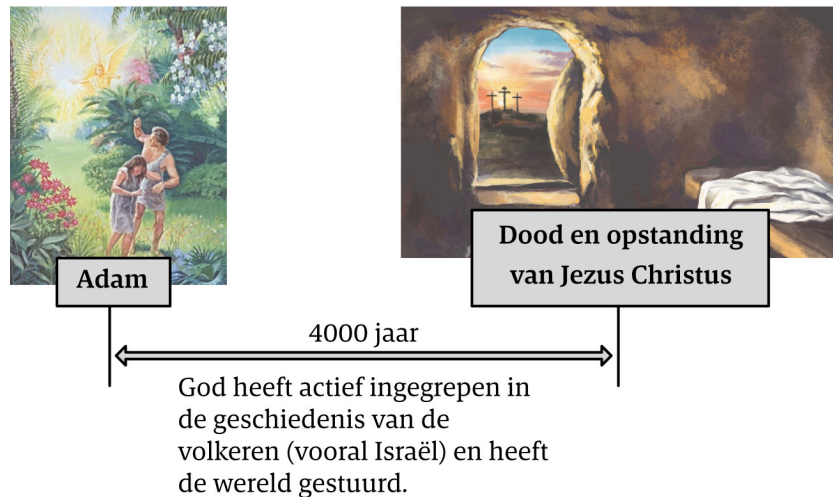 Adam
Dood en opstanding
van Jezus Christus
4000 jaar
God heeft actief ingegrepen in
de geschiedenis van de
volkeren (vooral Israël) en heeft
de wereld gestuurd.